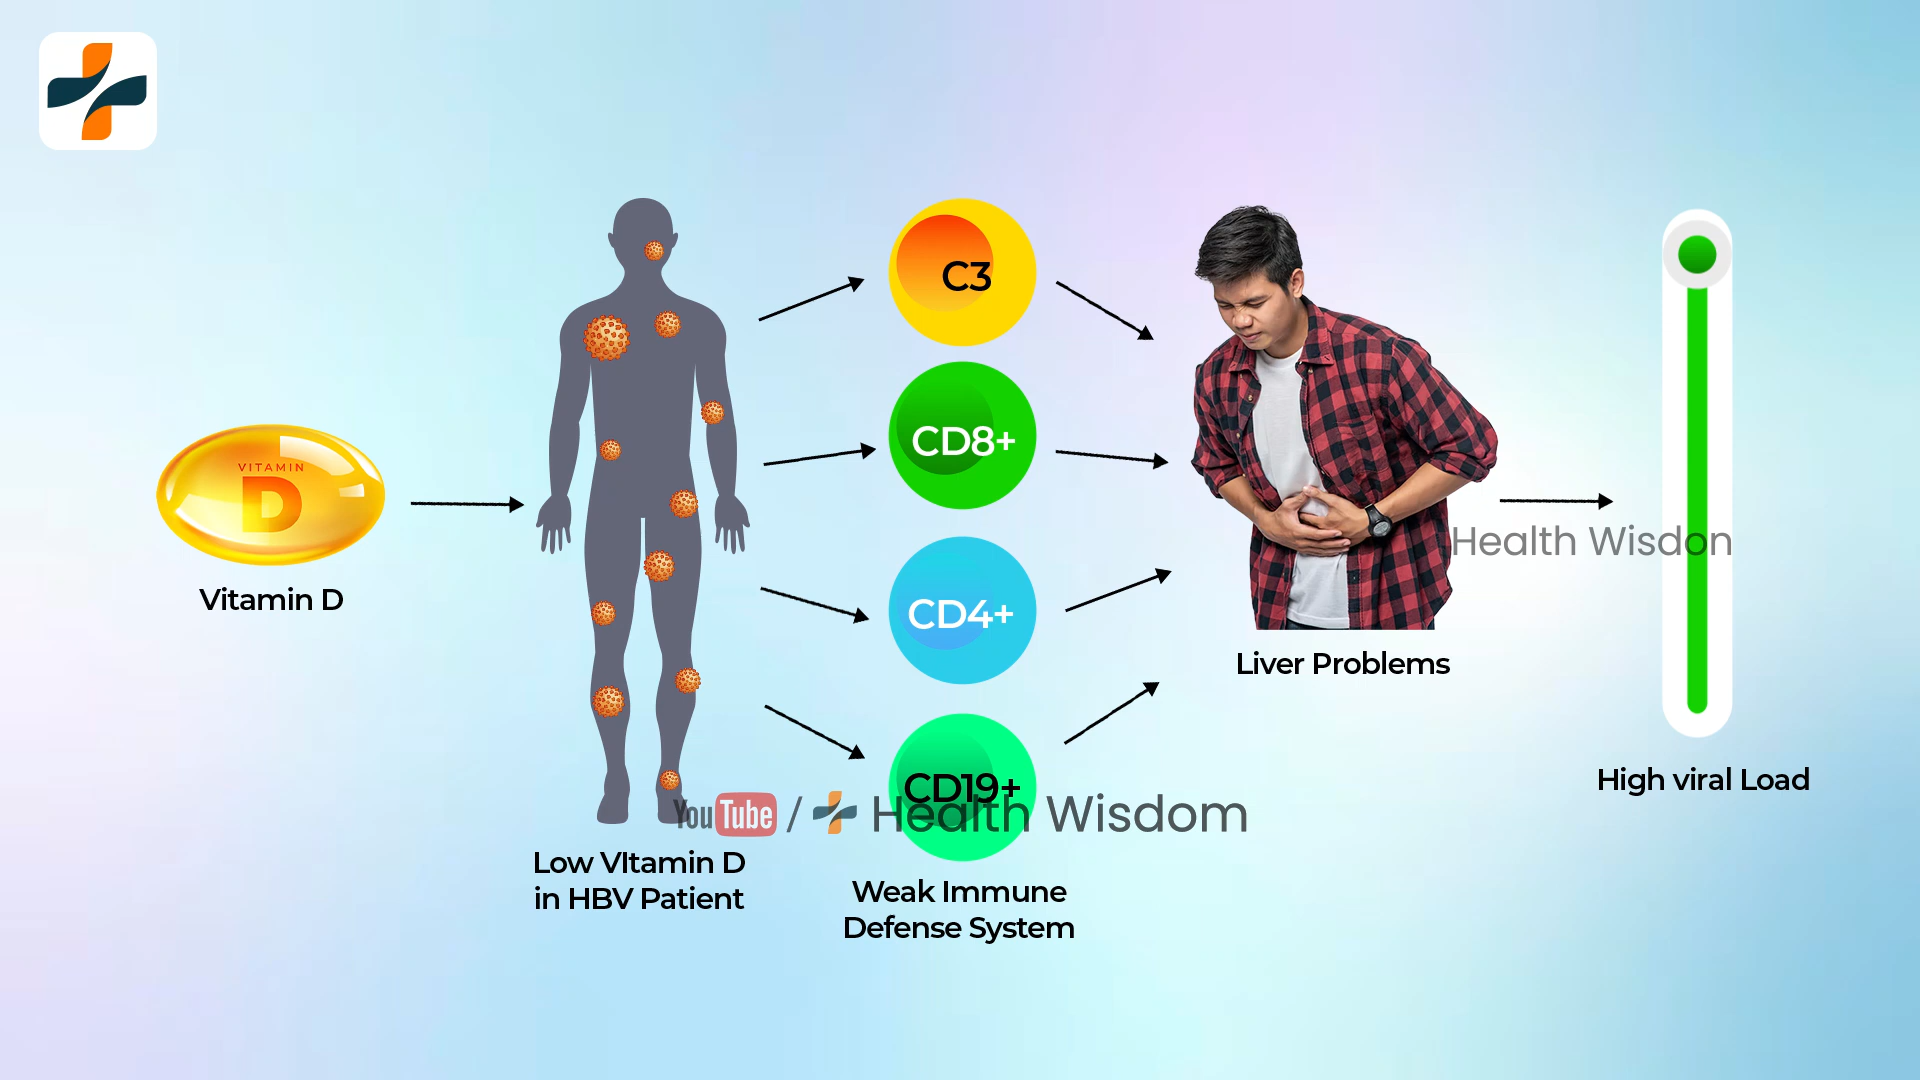 VITAMIN
D
Vitamin D
Low VItamin D
in HBV Patient
C3
CD8+
CD4+
CD19+
Weak Immune
Defense System
Liver Problems
High viral Load
Health Wisdon
YouTube / Health Wisdom